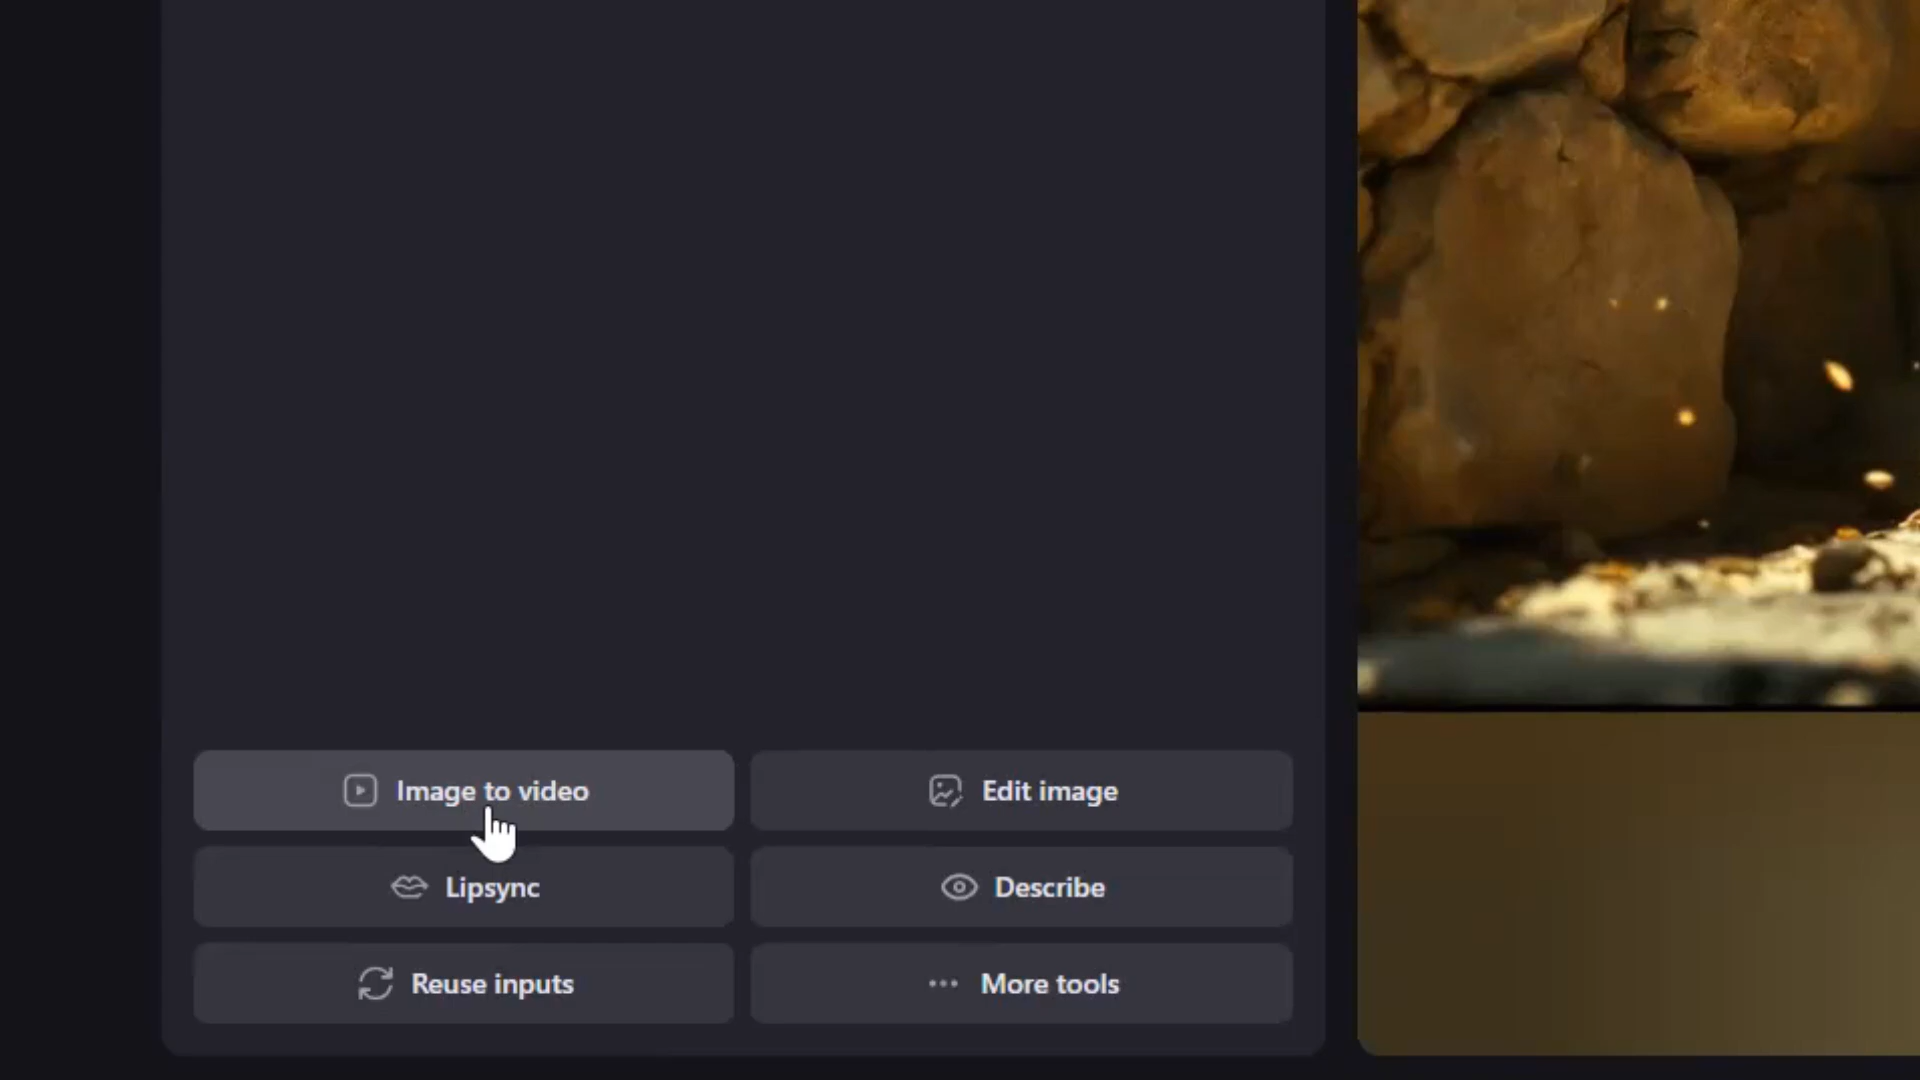 Image to video
Edit image
Lipsync
Describe
Reuse inputs
More tools